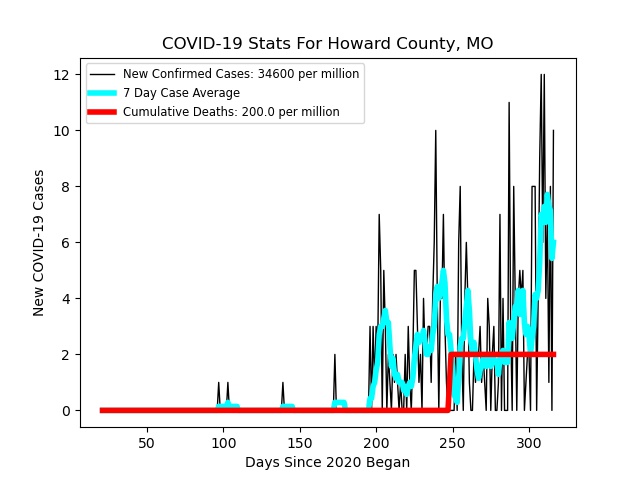 COVID-19 Stats For Howard County, MO
New Confirmed Cases: 34600 per million
7 Day Case Average
Cumulative Deaths: 200.0 per million
New COVID-19 Cases
12
10
8
6
4
2
0
50 100 150 200 250 300
Days Since 2020 Began